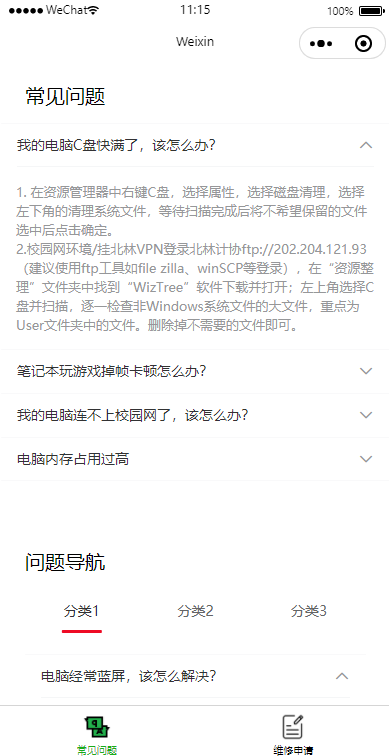 WeChat
11:15
100%
Weixin
常见问题
我的电脑C盘快满了，该怎么办?
1. 在资源管理器中右键C盘，选择属性，选择磁盘清理，选择
左下角的清理系统文件，等待扫描完成后将不希望保留的文件
选中后点击确定。
2.校园网环境/挂北林VPN登录北林计协ftp://202.204.121.93
（建议使用ftp工具如file zilla、winSCP等登录），在“资源整
理”文件夹中找到“WizTree”软件下载并打开；左上角选择C
盘并扫描，逐一检查非Windows系统文件的大文件，重点为
User文件夹中的文件。删除掉不需要的文件即可。
笔记本玩游戏掉帧卡顿怎么办?
我的电脑连不上校园网了，该怎么办?
电脑内存占用过高
问题导航
分类1 分类2 分类3
电脑经常蓝屏，该怎么解决?
常见问题 维修申请